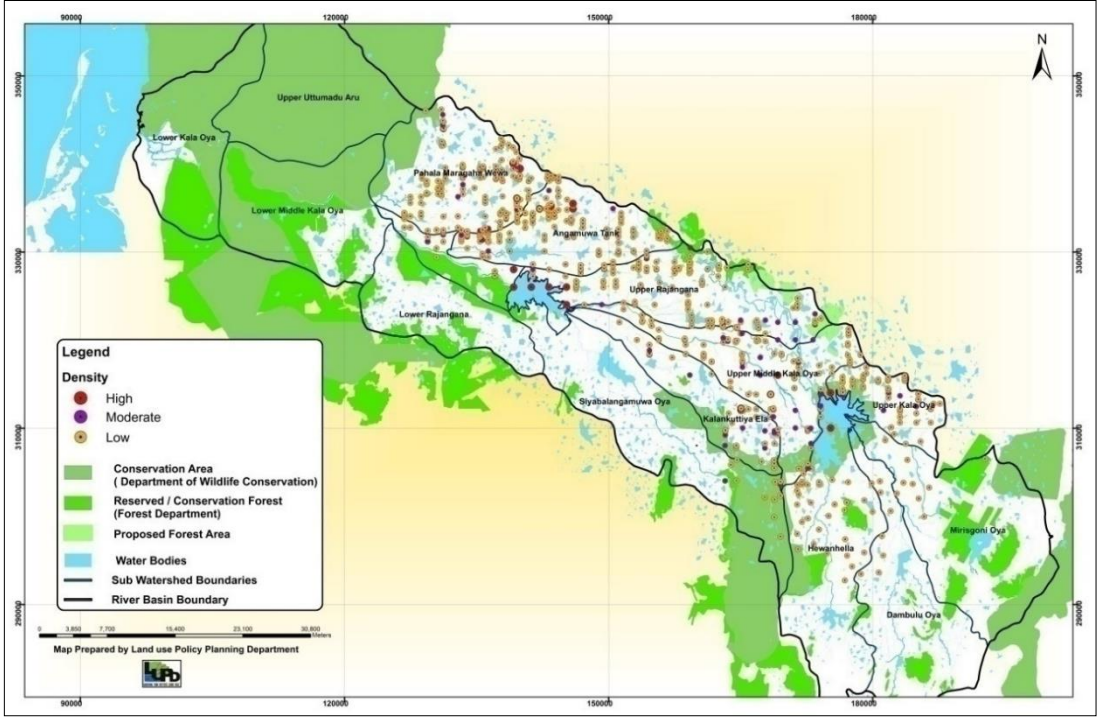 90000 120000 150000 180000
N
350000 350000
Upper Uttumadu Aru
Lower Kala Oya
Pahala Maragaha Wewa
Lower Middle Kala Oya
Angamuwa Tank
330000 330000
Upper Rajangana
Lower Rajangana
Legend
Density
High
Moderate
Low
Conservation Area
( Department of Wildlife Conservation)
Reserved / Conservation Forest
(Forest Department)
Proposed Forest Area
Water Bodies
Sub Watershed Boundaries
River Basin Boundary
Upper Middle Kala Oya
Siyabalangamuwa Oya
Upper Kala Oya
Kalankuttiya Ela
310000 310000
Mirisgoni Oya
Hewanhella
290000 290000
Dambulu Oya
0 3,850 7,700 15,400 23,100 30,800
Meters
Map Prepared by Land use Policy Planning Department
LUPPD
90000 120000 150000 180000